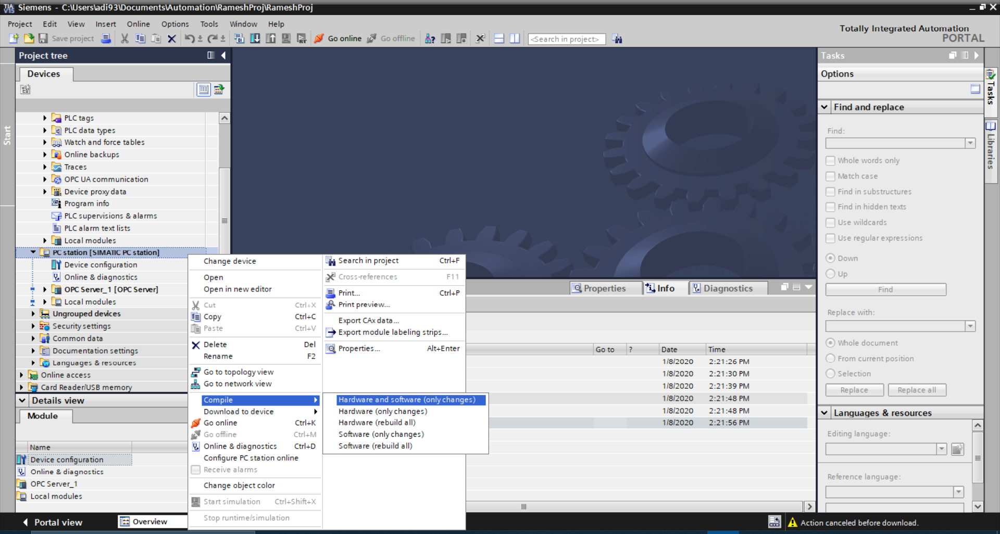 TIA V15 Siemens - C:\Users\adi93\Documents\Automation\RameshProj\RameshProj
Project Edit View Insert Online Options Tools Window Help
Totally Integrated Automation
PORTAL
Save project Go online Go offline <Search in project>
Project tree
Devices
Start
PLC tags
PLC data types
Watch and force tables
Online backups
Traces
OPC UA communication
Device proxy data
Program info
PLC supervisions & alarms
PLC alarm text lists
Local modules
PC station [SIMATIC PC station]
Device configuration
Online & diagnostics
OPC Server_1 [OPC Server]
Local modules
Ungrouped devices
Security settings
Common data
Documentation settings
Languages & resources
Online access
Card Reader/USB memory
Details view
Module
Name
Device configuration
Online & diagnostics
OPC Server_1
Local modules
Portal view
Overview
Change device
Open
Open in new editor
Cut Ctrl+X
Copy Ctrl+C
Paste Ctrl+V
Delete Del
Rename F2
Go to topology view
Go to network view
Compile
Download to device
Go online Ctrl+K
Go offline Ctrl+M
Online & diagnostics Ctrl+D
Configure PC station online
Receive alarms
Change object color
Start simulation Ctrl+Shift+X
Stop runtime/simulation
Search in project Ctrl+F
Cross-references F11
Print... Ctrl+P
Print preview...
Export CAx data...
Export module labeling strips...
Properties... Alt+Enter
Hardware and software (only changes)
Hardware (only changes)
Hardware (rebuild all)
Software (only changes)
Software (rebuild all)
Properties Info Diagnostics
Go to ? Date Time
1/8/2020 2:21:26 PM
1/8/2020 2:21:30 PM
1/8/2020 2:21:39 PM
1/8/2020 2:21:48 PM
1/8/2020 2:21:48 PM
1/8/2020 2:21:56 PM
Tasks
Options
Find and replace
Find:
Whole words only
Match case
Find in substructures
Find in hidden texts
Use wildcards
Use regular expressions
Down
Up
Find
Replace with:
Whole document
From current position
Selection
Replace Replace all
Languages & resources
Editing language:
Reference language:
Tasks
Libraries
Action canceled before download.